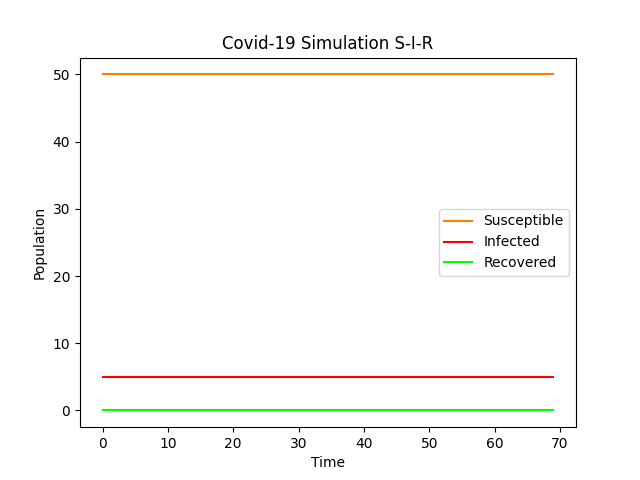 Covid-19 Simulation S-I-R
50
40
30
20
10
0
Population
Susceptible
Infected
Recovered
0 10 20 30 40 50 60 70
Time